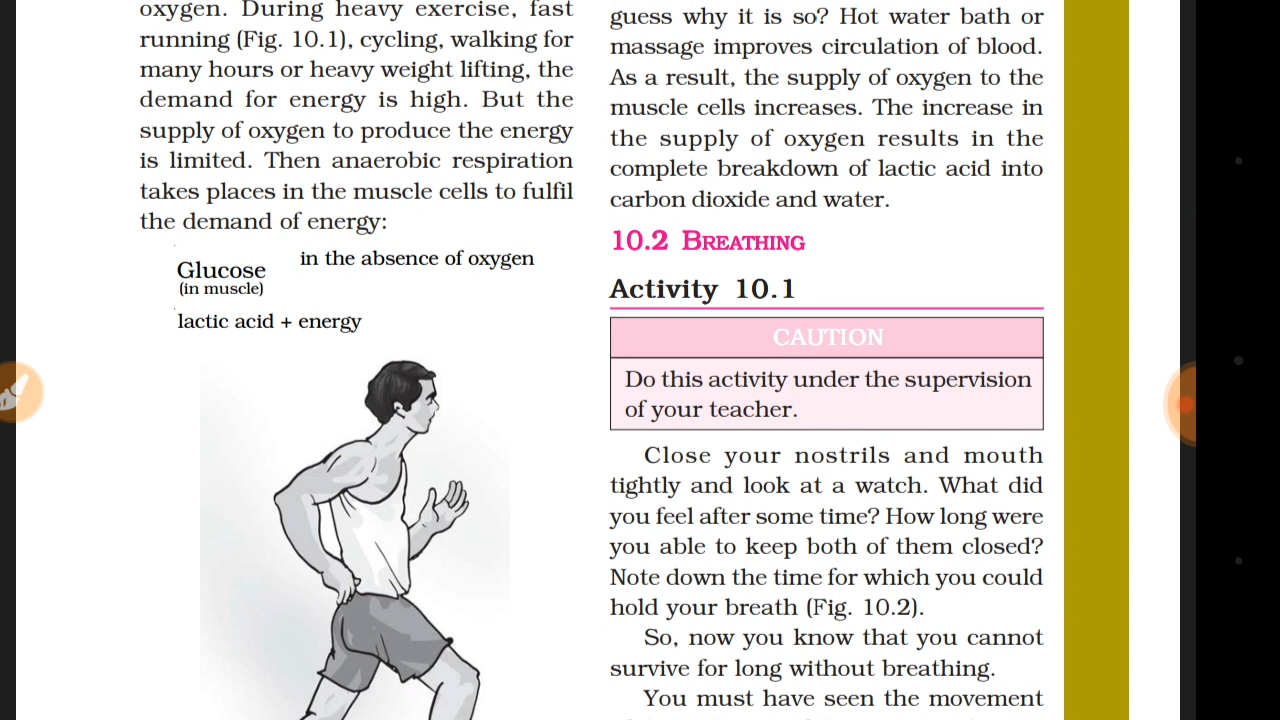 oxygen. During heavy exercise, fast
running (Fig. 10.1), cycling, walking for
many hours or heavy weight lifting, the
demand for energy is high. But the
supply of oxygen to produce the energy
is limited. Then anaerobic respiration
takes places in the muscle cells to fulfil
the demand of energy:
Glucose in the absence of oxygen
(in muscle)
lactic acid + energy
guess why it is so? Hot water bath or
massage improves circulation of blood.
As a result, the supply of oxygen to the
muscle cells increases. The increase in
the supply of oxygen results in the
complete breakdown of lactic acid into
carbon dioxide and water.
10.2 BREATHING
Activity 10.1
CAUTION
Do this activity under the supervision
of your teacher.
Close your nostrils and mouth
tightly and look at a watch. What did
you feel after some time? How long were
you able to keep both of them closed?
Note down the time for which you could
hold your breath (Fig. 10.2).
So, now you know that you cannot
survive for long without breathing.
You must have seen the movement